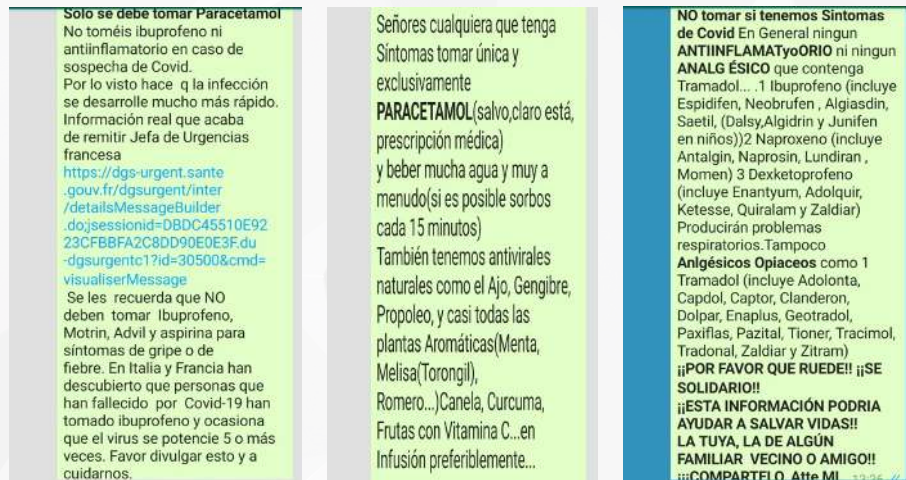 Solo se debe tomar Paracetamol
No toméis ibuprofeno ni
antiinflamatorio en caso de
sospecha de Covid.
Por lo visto hace q la infección
se desarrolle mucho más rápido.
Información real que acaba
de remitir Jefa de Urgencias
francesa
https://dgs-urgent.sante
.gouv.fr/dgsurgent/inter
/detailsMessageBuilder
.do;jsessionid=DBDC45510E92
23CFBBFA2C8DD90E0E3F.du
-dgsurgentc1?id=30500&cmd=
visualiserMessage
Se les recuerda que NO
deben tomar Ibuprofeno,
Motrin, Advil y aspirina para
síntomas de gripe o de
fiebre. En Italia y Francia han
descubierto que personas que
han fallecido por Covid-19 han
tomado ibuprofeno y ocasiona
que el virus se potencie 5 o más
veces. Favor divulgar esto y a
cuidarnos.
Señores cualquiera que tenga
Síntomas tomar única y
exclusivamente
PARACETAMOL(salvo,claro está,
prescripción médica)
y beber mucha agua y muy a
menudo(si es posible sorbos
cada 15 minutos)
También tenemos antivirales
naturales como el Ajo, Gengibre,
Propoleo, y casi todas las
plantas Aromáticas(Menta,
Melisa(Torongil),
Romero...)Canela, Curcuma,
Frutas con Vitamina C...en
Infusión preferiblemente...
NO tomar si tenemos Sintomas
de Covid En General ningun
ANTIINFLAMATyoORIO ni ningun
ANALG ÉSICO que contenga
Tramadol... .1 Ibuprofeno (incluye
Espidifen, Neobrufen , Algiasdin,
Saetil, (Dalsy,Algidrin y Junifen
en niños))2 Naproxeno (incluye
Antalgin, Naprosin, Lundiran ,
Momen) 3 Dexketoprofeno
(incluye Enantyum, Adolquir,
Ketesse, Quiralam y Zaldiar)
Producirán problemas
respiratorios.Tampoco
Anlgésicos Opiaceos como 1
Tramadol (incluye Adolonta,
Capdol, Captor, Clanderon,
Dolpar, Enaplus, Geotradol,
Paxiflas, Pazital, Tioner, Tracimol,
Tradonal, Zaldiar y Zitram)
¡¡POR FAVOR QUE RUEDE!! ¡¡SE
SOLIDARIO!!
¡¡ESTA INFORMACIÓN PODRIA
AYUDAR A SALVAR VIDAS!!
LA TUYA, LA DE ALGÚN
FAMILIAR VECINO O AMIGO!!
¡¡¡COMPARTELO. Atte MI 13:26